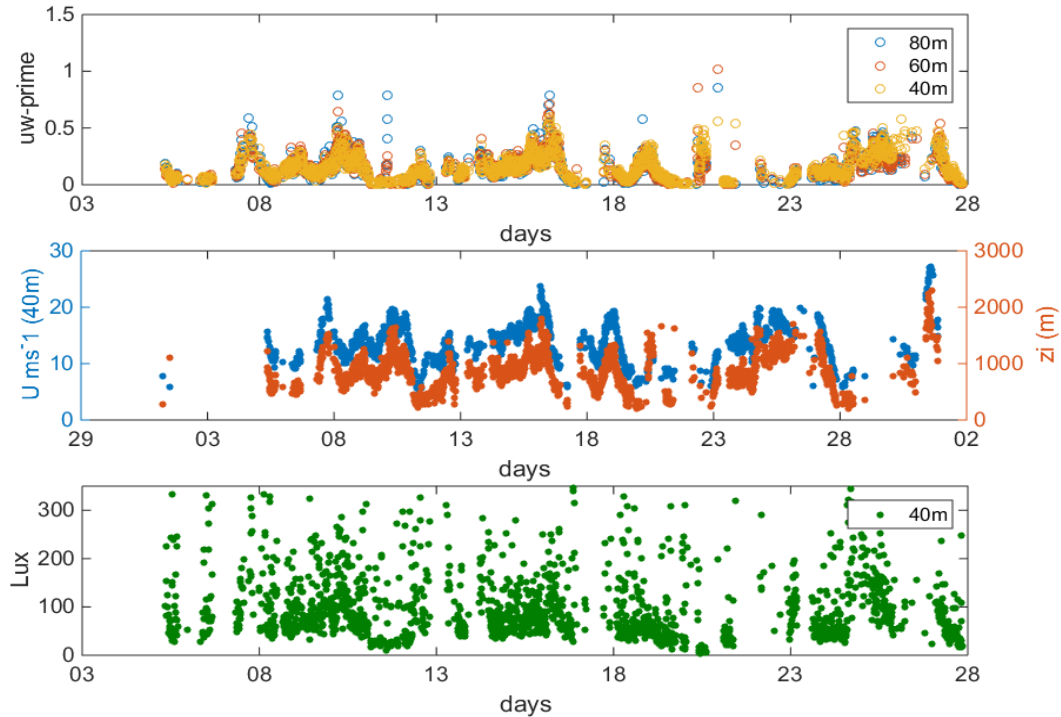 1.5
1
0.5
0
uw-prime
80m
60m
40m
03 08 13 18 23 28
days
30
20
10
0
U ms^-1 (40m)
3000
2000
1000
0
zi (m)
29 03 08 13 18 23 28 02
days
300
200
100
0
Lux
40m
03 08 13 18 23 28
days